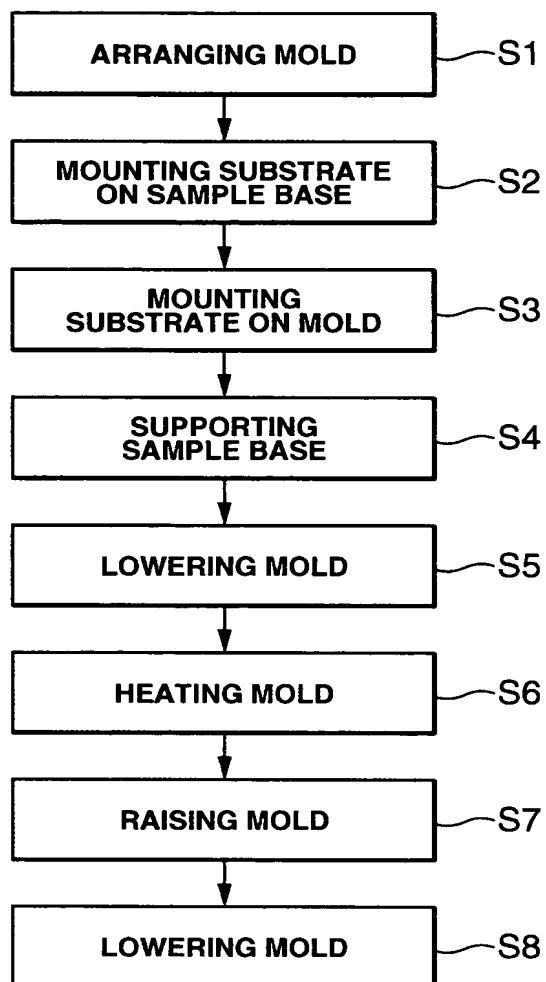 ARRANGING MOLD
S1
MOUNTING SUBSTRATE
ON SAMPLE BASE
S2
MOUNTING
SUBSTRATE ON MOLD
S3
SUPPORTING
SAMPLE BASE
S4
LOWERING MOLD
S5
HEATING MOLD
S6
RAISING MOLD
S7
LOWERING MOLD
S8